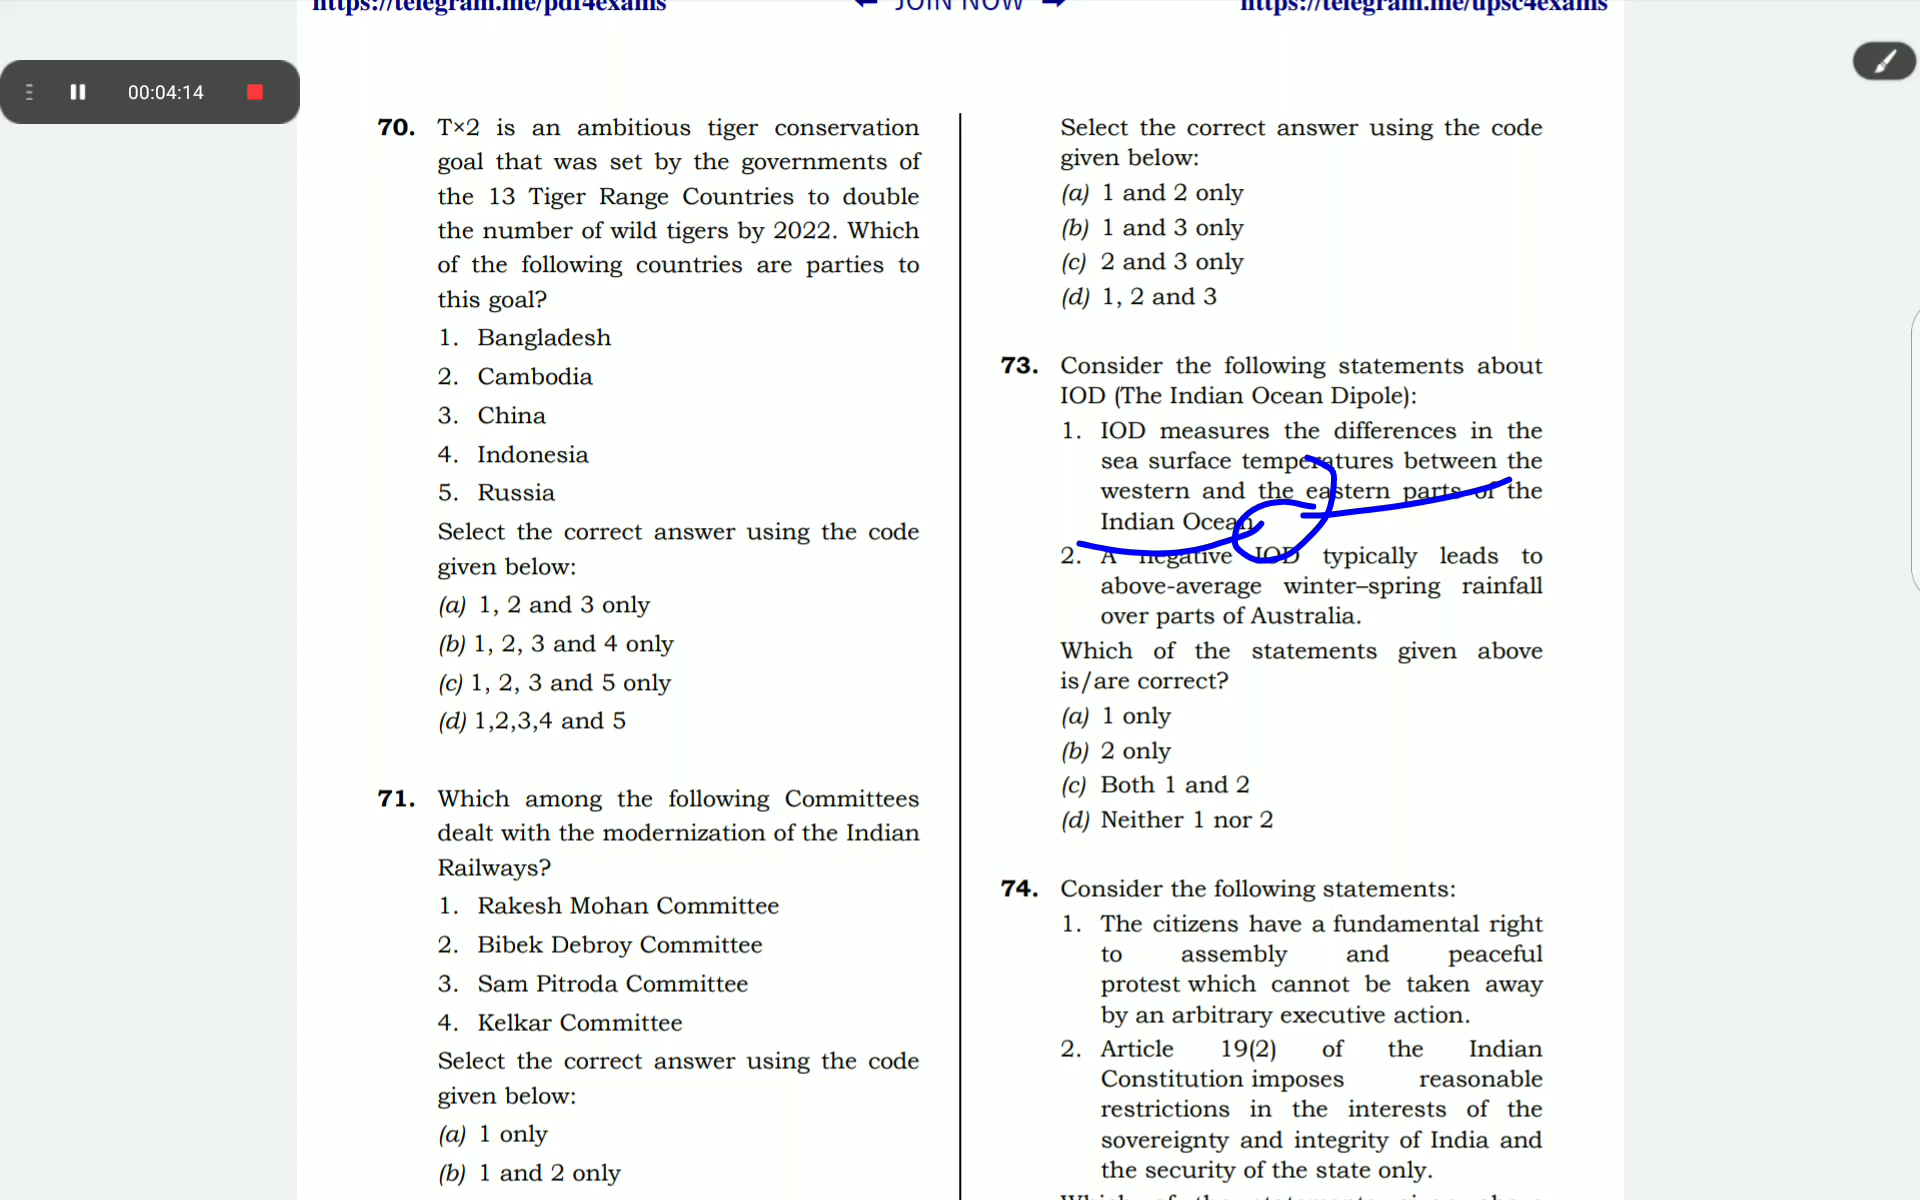 https://telegram.me/pdf4exams
← JOIN NOW →
https://telegram.me/upsc4exams
00:04:14
70. T×2 is an ambitious tiger conservation
goal that was set by the governments of
the 13 Tiger Range Countries to double
the number of wild tigers by 2022. Which
of the following countries are parties to
this goal?
1. Bangladesh
2. Cambodia
3. China
4. Indonesia
5. Russia
Select the correct answer using the code
given below:
(a) 1, 2 and 3 only
(b) 1, 2, 3 and 4 only
(c) 1, 2, 3 and 5 only
(d) 1,2,3,4 and 5
71. Which among the following Committees
dealt with the modernization of the Indian
Railways?
1. Rakesh Mohan Committee
2. Bibek Debroy Committee
3. Sam Pitroda Committee
4. Kelkar Committee
Select the correct answer using the code
given below:
(a) 1 only
(b) 1 and 2 only
Select the correct answer using the code
given below:
(a) 1 and 2 only
(b) 1 and 3 only
(c) 2 and 3 only
(d) 1, 2 and 3
73. Consider the following statements about
IOD (The Indian Ocean Dipole):
1. IOD measures the differences in the
sea surface temperatures between the
western and the eastern parts of the
Indian Ocean.
2. A negative IOD typically leads to
above-average winter–spring rainfall
over parts of Australia.
Which of the statements given above
is/are correct?
(a) 1 only
(b) 2 only
(c) Both 1 and 2
(d) Neither 1 nor 2
74. Consider the following statements:
1. The citizens have a fundamental right
to assembly and peaceful
protest which cannot be taken away
by an arbitrary executive action.
2. Article 19(2) of the Indian
Constitution imposes reasonable
restrictions in the interests of the
sovereignty and integrity of India and
the security of the state only.